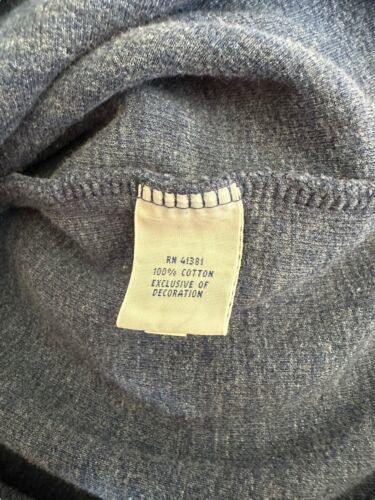 RN 41381
100% COTTON
EXCLUSIVE OF
DECORATION